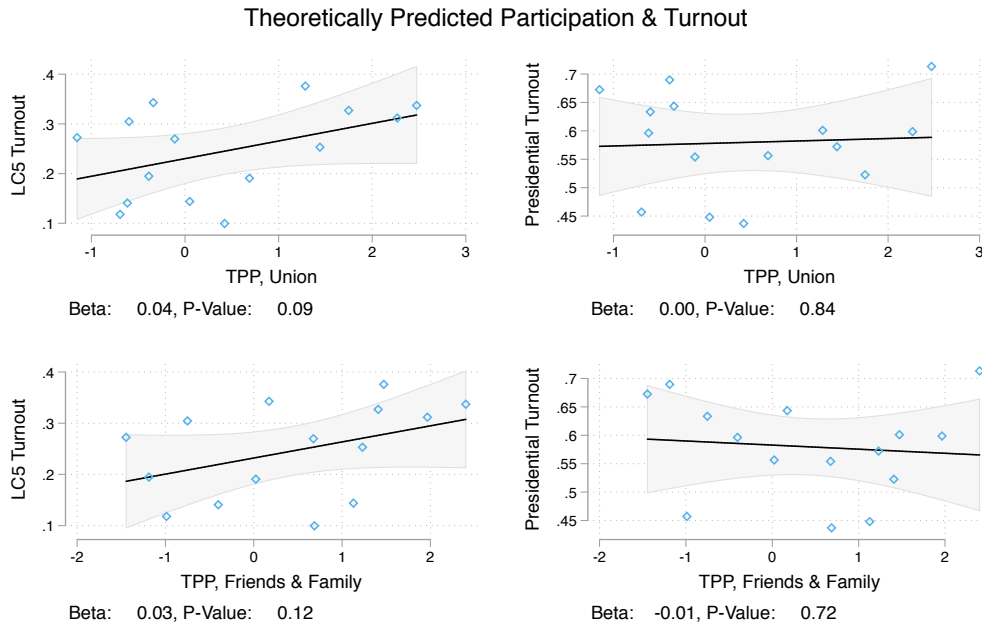 Theoretically Predicted Participation & Turnout
LC5 Turnout
.4
.3
.2
.1
-1 0 1 2 3
TPP, Union
Beta: 0.04, P-Value: 0.09
Presidential Turnout
.7
.65
.6
.55
.5
.45
-1 0 1 2 3
TPP, Union
Beta: 0.00, P-Value: 0.84
LC5 Turnout
.4
.3
.2
.1
-2 -1 0 1 2
TPP, Friends & Family
Beta: 0.03, P-Value: 0.12
Presidential Turnout
.7
.65
.6
.55
.5
.45
-2 -1 0 1 2
TPP, Friends & Family
Beta: -0.01, P-Value: 0.72